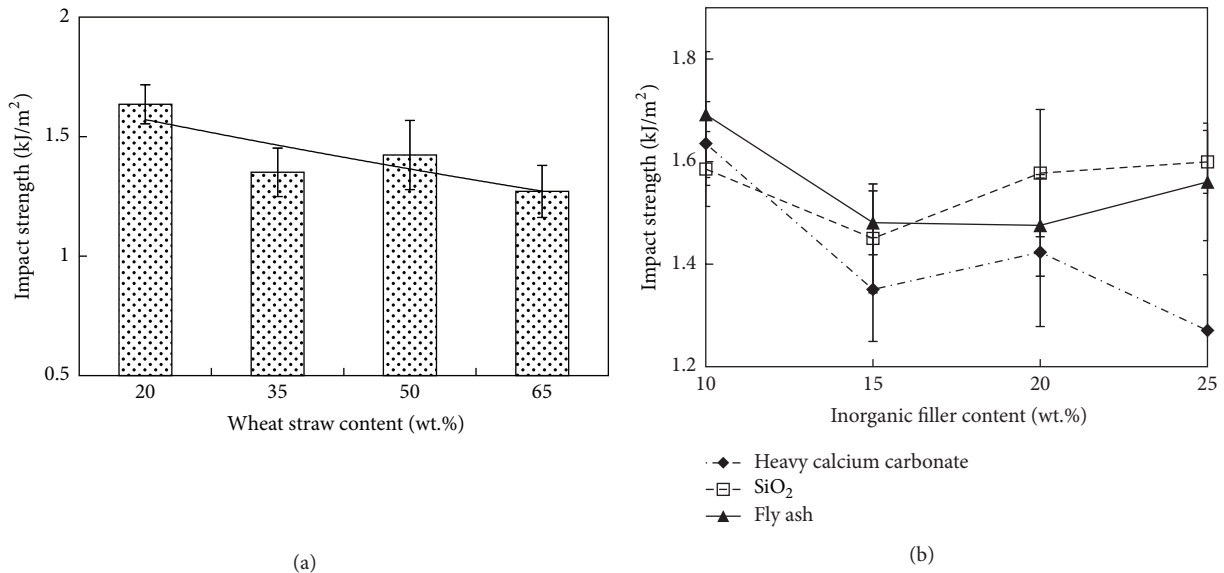 2
1.5
1
0.5
Impact strength (kJ/m²)
20
35
50
65
Wheat straw content (wt.%)
(a)
1.8
1.6
1.4
1.2
Impact strength (kJ/m²)
10
15
20
25
Inorganic filler content (wt.%)
Heavy calcium carbonate
SiO₂
Fly ash
(b)